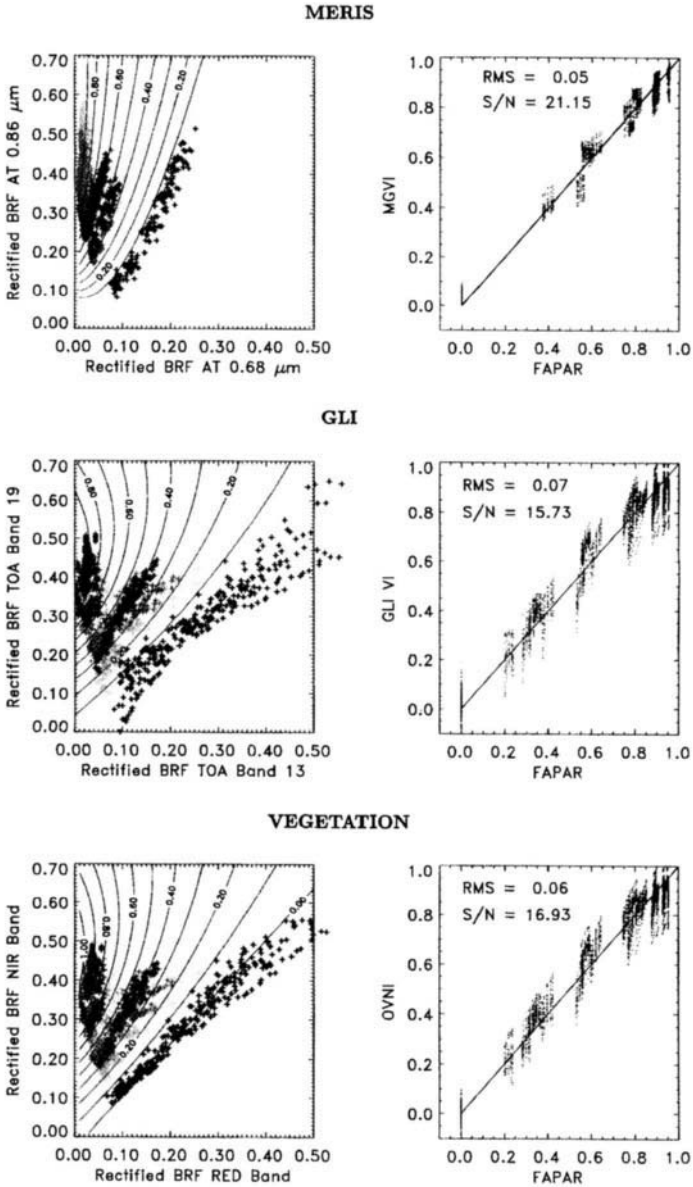 MERIS
0.70
0.60
0.50
0.40
0.30
0.20
0.10
0.00
Rectified BRF AT 0.86 μm
0.80
0.60
0.40
0.20
0.20
0.00 0.10 0.20 0.30 0.40 0.50
Rectified BRF AT 0.68 μm
1.0
0.8
0.6
0.4
0.2
0.0
MGVI
RMS = 0.05
S/N = 21.15
0.0 0.2 0.4 0.6 0.8 1.0
FAPAR
GLI
0.70
0.60
0.50
0.40
0.30
0.20
0.10
0.00
Rectified BRF TOA Band 19
0.80
0.60
0.40
0.20
0.00 0.10 0.20 0.30 0.40 0.50
Rectified BRF TOA Band 13
1.0
0.8
0.6
0.4
0.2
0.0
GLI VI
RMS = 0.07
S/N = 15.73
0.0 0.2 0.4 0.6 0.8 1.0
FAPAR
VEGETATION
0.70
0.60
0.50
0.40
0.30
0.20
0.10
0.00
Rectified BRF NIR Band
1.00
0.80
0.60
0.40
0.20
0.00
0.20
0.00 0.10 0.20 0.30 0.40 0.50
Rectified BRF RED Band
1.0
0.8
0.6
0.4
0.2
0.0
OVNI
RMS = 0.06
S/N = 16.93
0.0 0.2 0.4 0.6 0.8 1.0
FAPAR